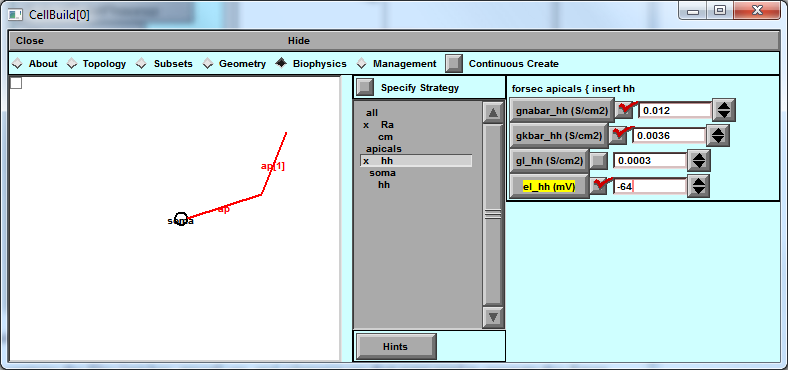 CellBuild[0]
Close Hide
About Topology Subsets Geometry Biophysics Management Continuous Create
Specify Strategy
all
x Ra
cm
apicals
x hh
soma
hh
Hints
forsec apicals { insert hh
gnabar_hh (S/cm2) 0.012
gkbar_hh (S/cm2) 0.0036
gl_hh (S/cm2) 0.0003
el_hh (mV) -64
ap[1]
ap
soma